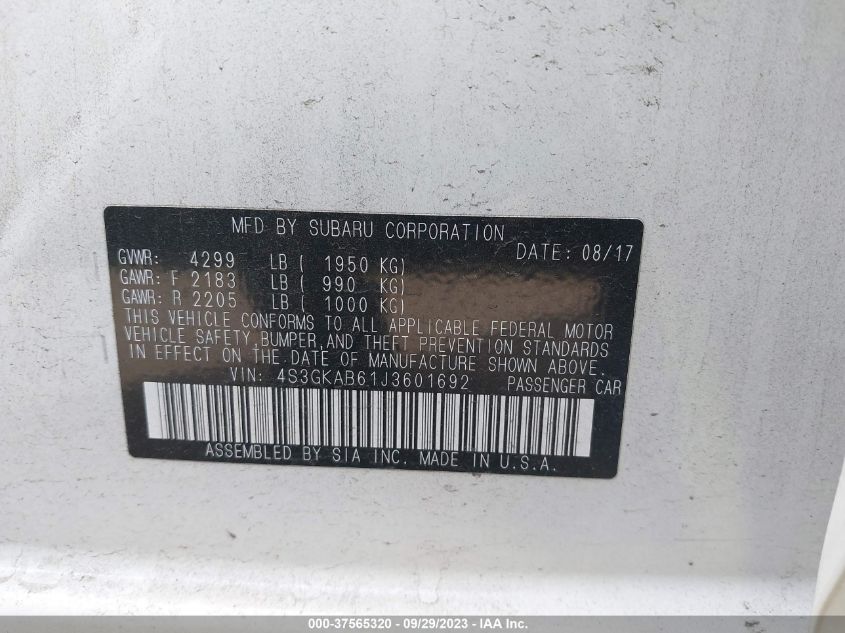 MFD BY SUBARU CORPORATION
DATE: 08/17
GVWR: 4299 LB ( 1950 KG)
GAWR: F 2183 LB ( 990 KG)
GAWR: R 2205 LB ( 1000 KG)
THIS VEHICLE CONFORMS TO ALL APPLICABLE FEDERAL MOTOR
VEHICLE SAFETY, BUMPER, AND THEFT PREVENTION STANDARDS
IN EFFECT ON THE DATE OF MANUFACTURE SHOWN ABOVE.
VIN: 4S3GKAB61J3601692 PASSENGER CAR
ASSEMBLED BY SIA INC. MADE IN U.S.A.
000-37565320 - 09/29/2023 - IAA Inc.